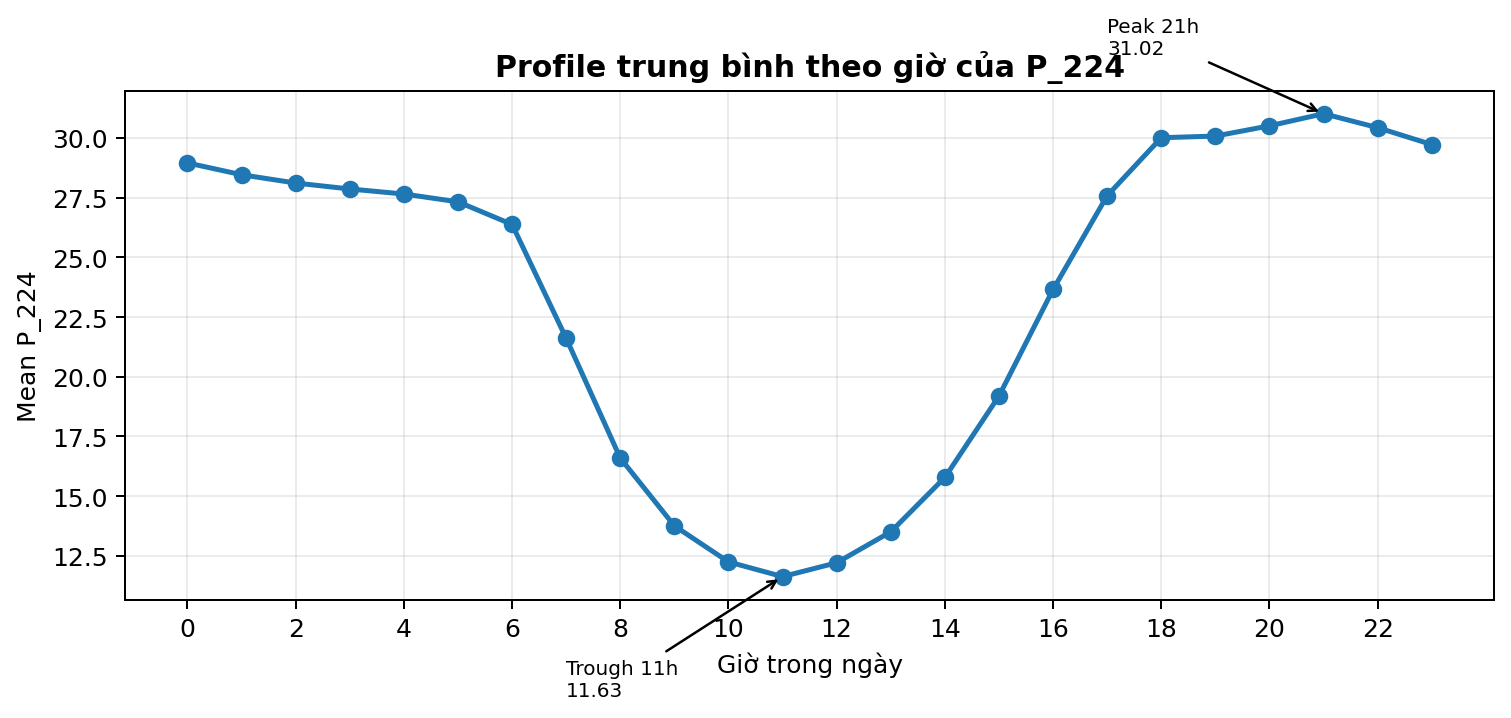 Peak 21h
31.02
Profile trung bình theo giờ của P_224
Mean P_224
30.0
27.5
25.0
22.5
20.0
17.5
15.0
12.5
0 2 4 6 8 10 12 14 16 18 20 22
Giờ trong ngày
Trough 11h
11.63